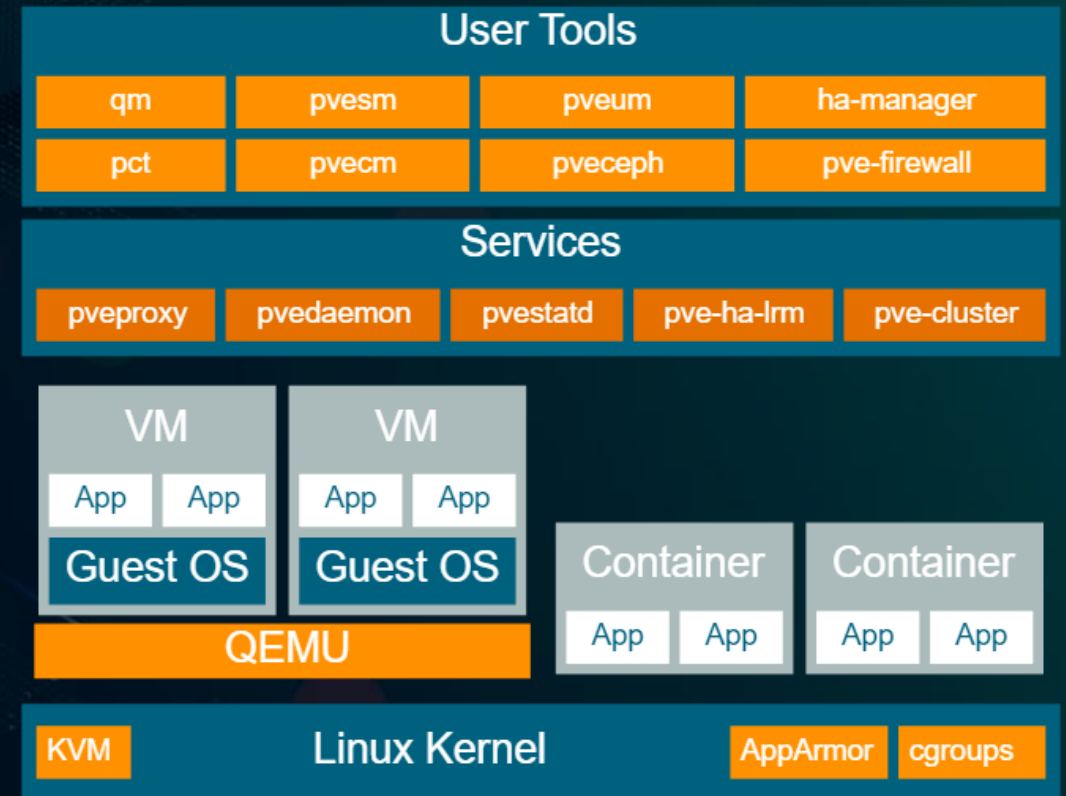 User Tools
qm pvesm pveum ha-manager
pct pvecm pveceph pve-firewall
Services
pveproxy pvedaemon pvestatd pve-ha-lrm pve-cluster
VM VM
App App App App
Guest OS Guest OS
Container Container
App App App App
QEMU
KVM Linux Kernel AppArmor cgroups